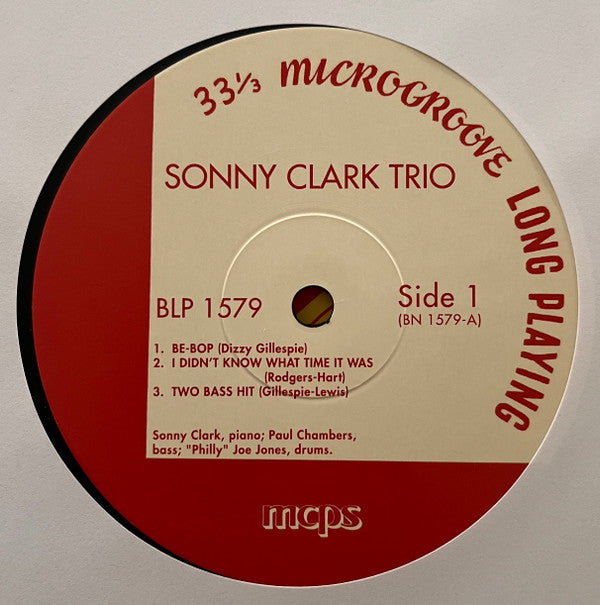 33⅓ MICROGROOVE LONG PLAYING
SONNY CLARK TRIO
BLP 1579
Side 1
(BN 1579-A)
1. BE-BOP (Dizzy Gillespie)
2. I DIDN'T KNOW WHAT TIME IT WAS
(Rodgers-Hart)
3. TWO BASS HIT (Gillespie-Lewis)
Sonny Clark, piano; Paul Chambers,
bass; "Philly" Joe Jones, drums.
mcps